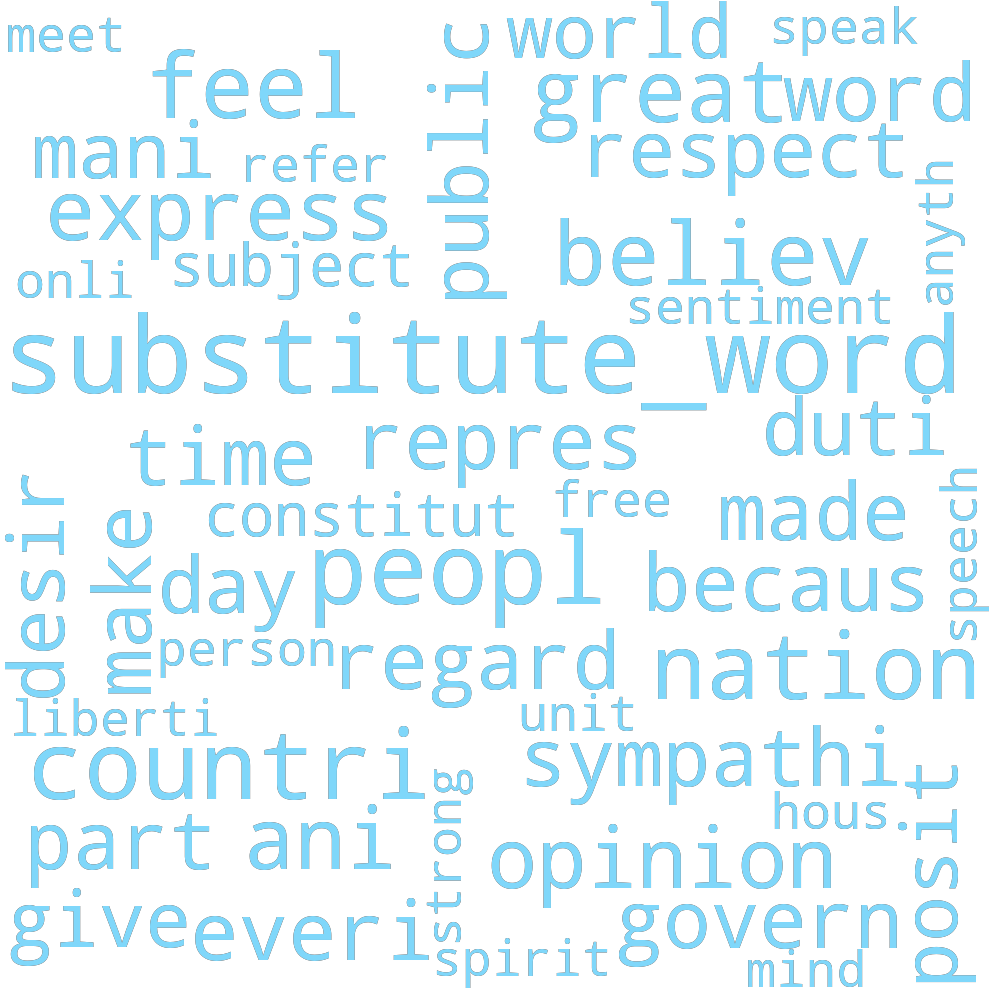 meet
world
speak
feel
public
great
word
mani
refer
respect
express
anyth
onli
subject
believ
sentiment
substitute_word
duti
time
repres
desir
constitut
free
made
speech
make
day
peopl
becaus
person
regard
nation
liberti
unit
countri
sympathi
strong
hous
posit
part
ani
opinion
give
everi
govern
spirit
mind